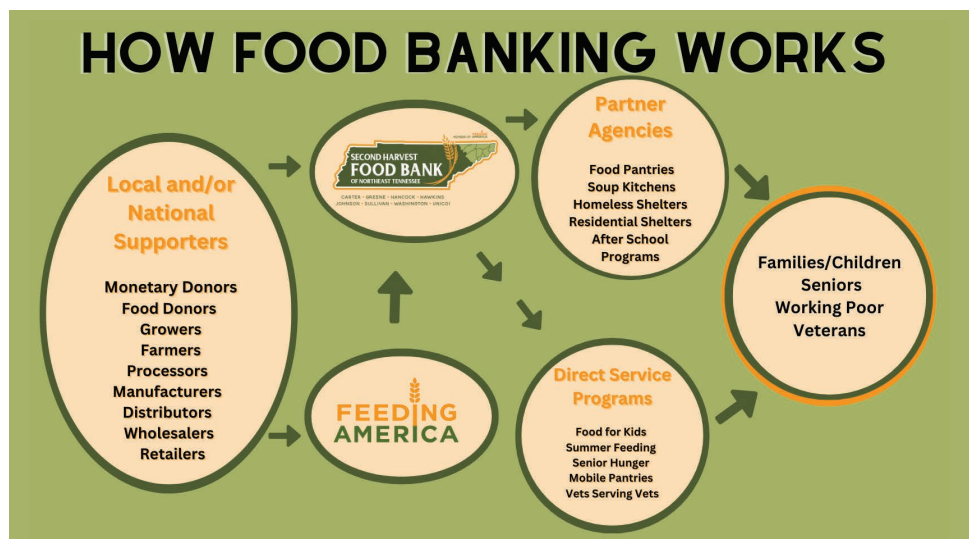 HOW FOOD BANKING WORKS
Local and/or
National
Supporters
Monetary Donors
Food Donors
Growers
Farmers
Processors
Manufacturers
Distributors
Wholesalers
Retailers
MEMBER OF
SECOND HARVEST
FOOD BANK
OF NORTHEAST TENNESSEE
CARTER · GREENE · HANCOCK · HAWKINS
JOHNSON · SULLIVAN · WASHINGTON · UNICOI
FEEDING
AMERICA
Partner
Agencies
Food Pantries
Soup Kitchens
Homeless Shelters
Residential Shelters
After School
Programs
Direct Service
Programs
Food for Kids
Summer Feeding
Senior Hunger
Mobile Pantries
Vets Serving Vets
Families/Children
Seniors
Working Poor
Veterans